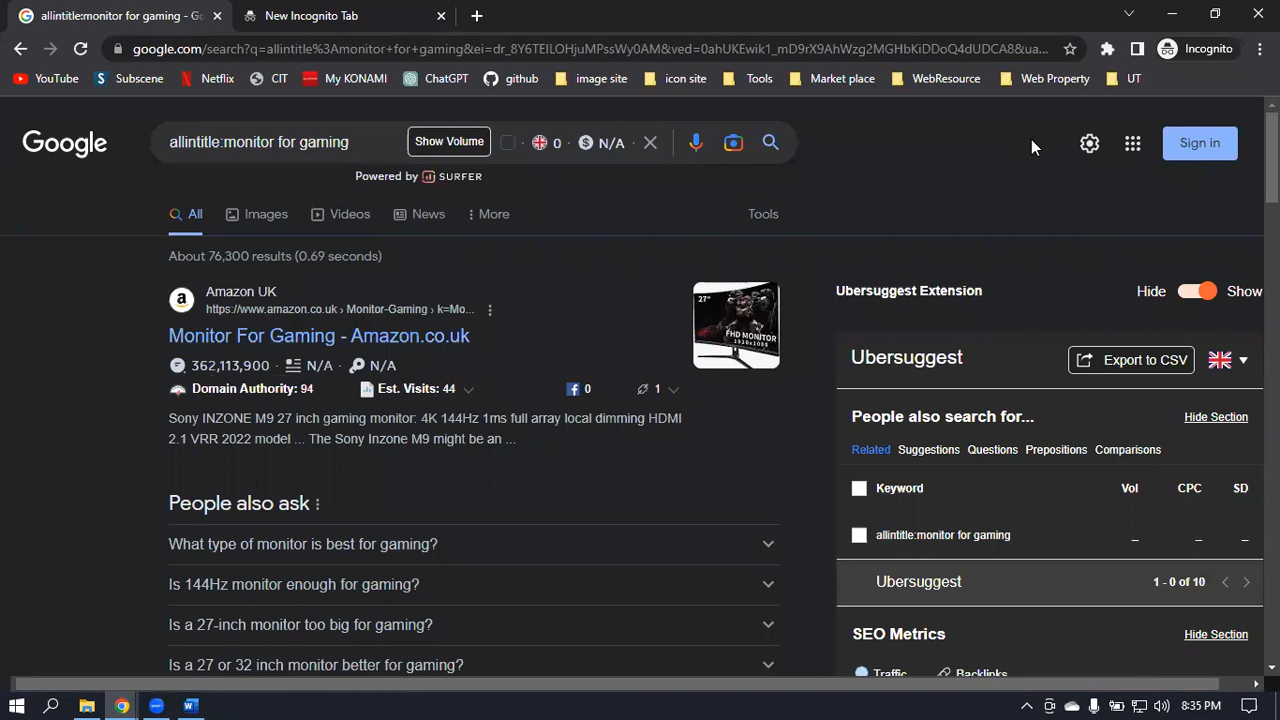 allintitle:monitor for gaming - Go
New Incognito Tab
google.com/search?q=allintitle%3Amonitor+for+gaming&ei=dr_8Y6TEILOHjuMPssWy0AM&ved=0ahUKEwik1_mD9rX9AhWzg2MGHbKiDDoQ4dUDCA8&ua...
Incognito
YouTube
Subscene
Netflix
CIT
My KONAMI
ChatGPT
github
image site
icon site
Tools
Market place
WebResource
Web Property
UT
Google
allintitle:monitor for gaming
Show Volume
0
N/A
Sign in
Powered by SURFER
All
Images
Videos
News
More
Tools
About 76,300 results (0.69 seconds)
Amazon UK
https://www.amazon.co.uk › Monitor-Gaming › k=Mo...
Monitor For Gaming - Amazon.co.uk
362,113,900 N/A N/A
Domain Authority: 94 Est. Visits: 44 0 1
Sony INZONE M9 27 inch gaming monitor: 4K 144Hz 1ms full array local dimming HDMI
2.1 VRR 2022 model ... The Sony Inzone M9 might be an ...
27"
FHD MONITOR
1920x1080
People also ask
What type of monitor is best for gaming?
Is 144Hz monitor enough for gaming?
Is a 27-inch monitor too big for gaming?
Is a 27 or 32 inch monitor better for gaming?
Ubersuggest Extension
Hide Show
Ubersuggest
Export to CSV
People also search for...
Hide Section
Related Suggestions Questions Prepositions Comparisons
Keyword Vol CPC SD
allintitle:monitor for gaming _ _ _
Ubersuggest 1 - 0 of 10
SEO Metrics
Hide Section
Traffic Backlinks
8:35 PM